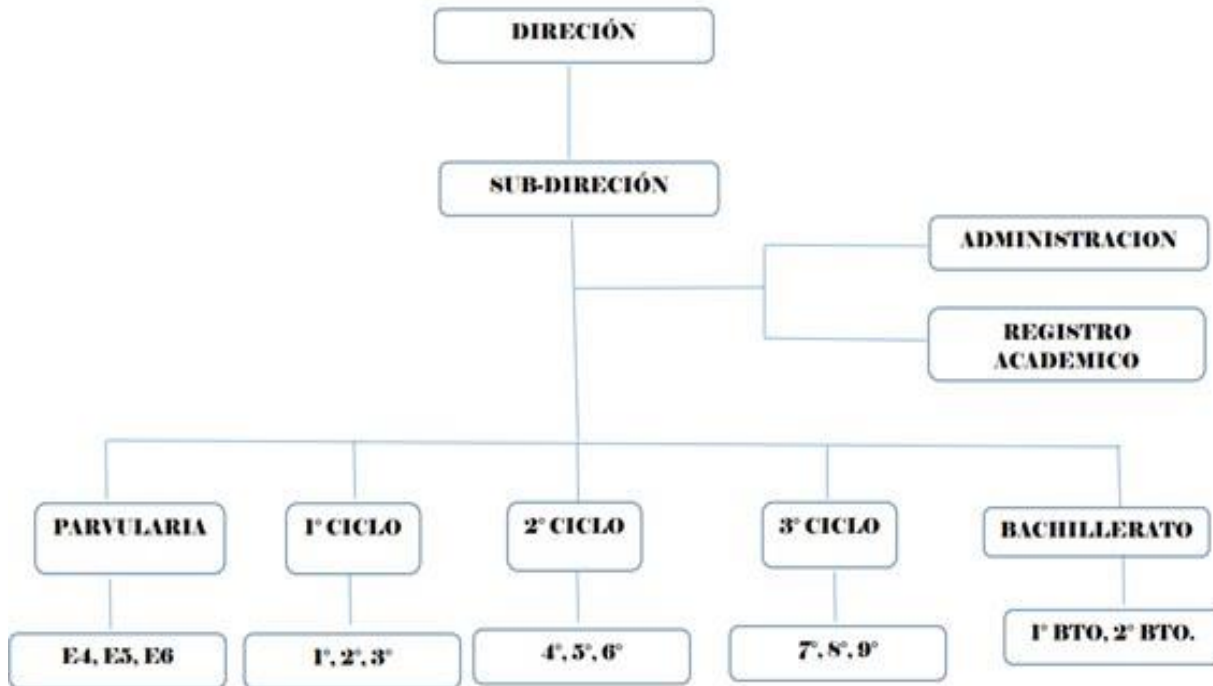 DIRECIÓN
SUB-DIRECIÓN
ADMINISTRACION
REGISTRO
ACADEMICO
PARVULARIA
1° CICLO
2° CICLO
3° CICLO
BACHILLERATO
E4, E5, E6
1°, 2°, 3°
4°, 5°, 6°
7°, 8°, 9°
1° BTO, 2° BTO.